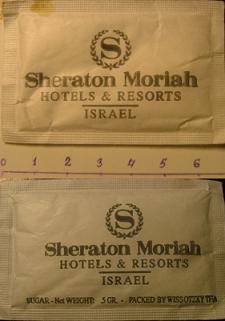 S
Sheraton Moriah
HOTELS & RESORTS
ISRAEL
0 1 2 3 4 5 6
S
Sheraton Moriah
HOTELS & RESORTS
ISRAEL
SUGAR - Net WEIGHT: 5 GR. - PACKED BY WISSOTZKY TEA